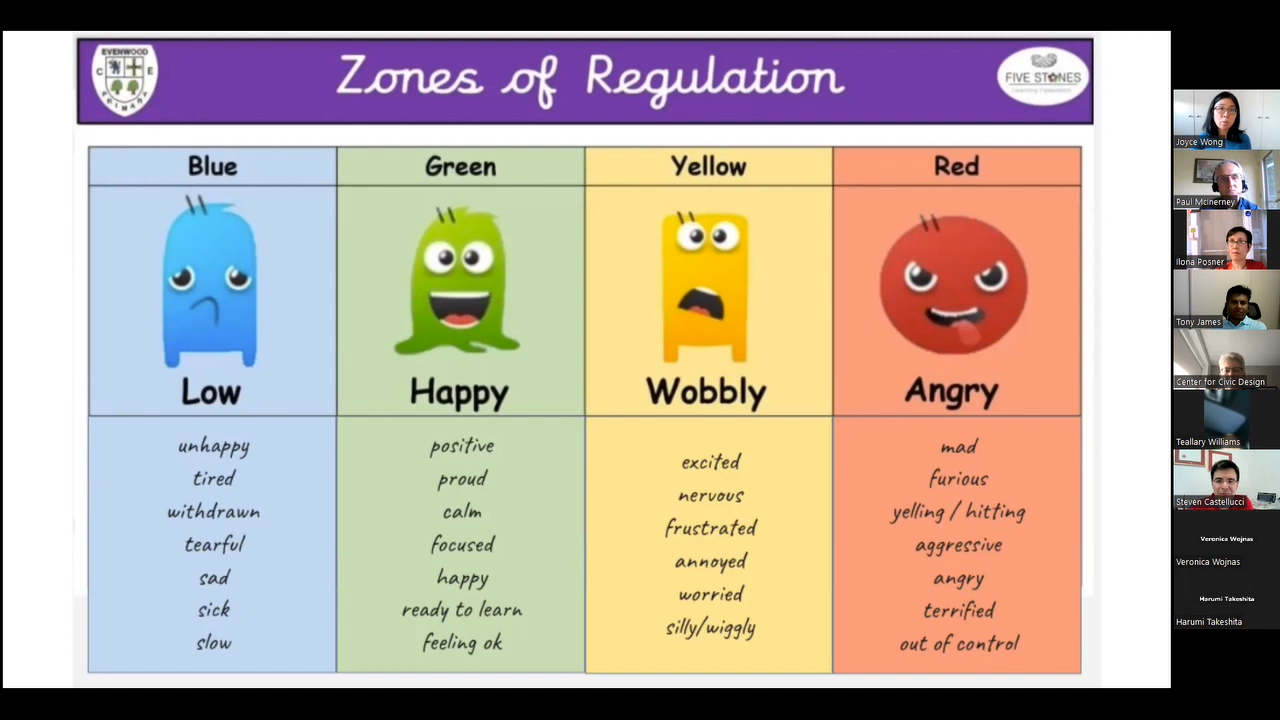 EVENWOOD
C E
Zones of Regulation
FIVE STONES
Learning Federation
Blue
Green
Yellow
Red
Low
Happy
Wobbly
Angry
unhappy
tired
withdrawn
tearful
sad
sick
slow
positive
proud
calm
focused
happy
ready to learn
feeling ok
excited
nervous
frustrated
annoyed
worried
silly/wiggly
mad
furious
yelling / hitting
aggressive
angry
terrified
out of control
Joyce Wong
Paul McInerney
Ilona Posner
Tony James
Center for Civic Design
Teallary Williams
Steven Castellucci
Veronica Wojnas
Veronica Wojnas
Harumi Takeshita
Harumi Takeshita